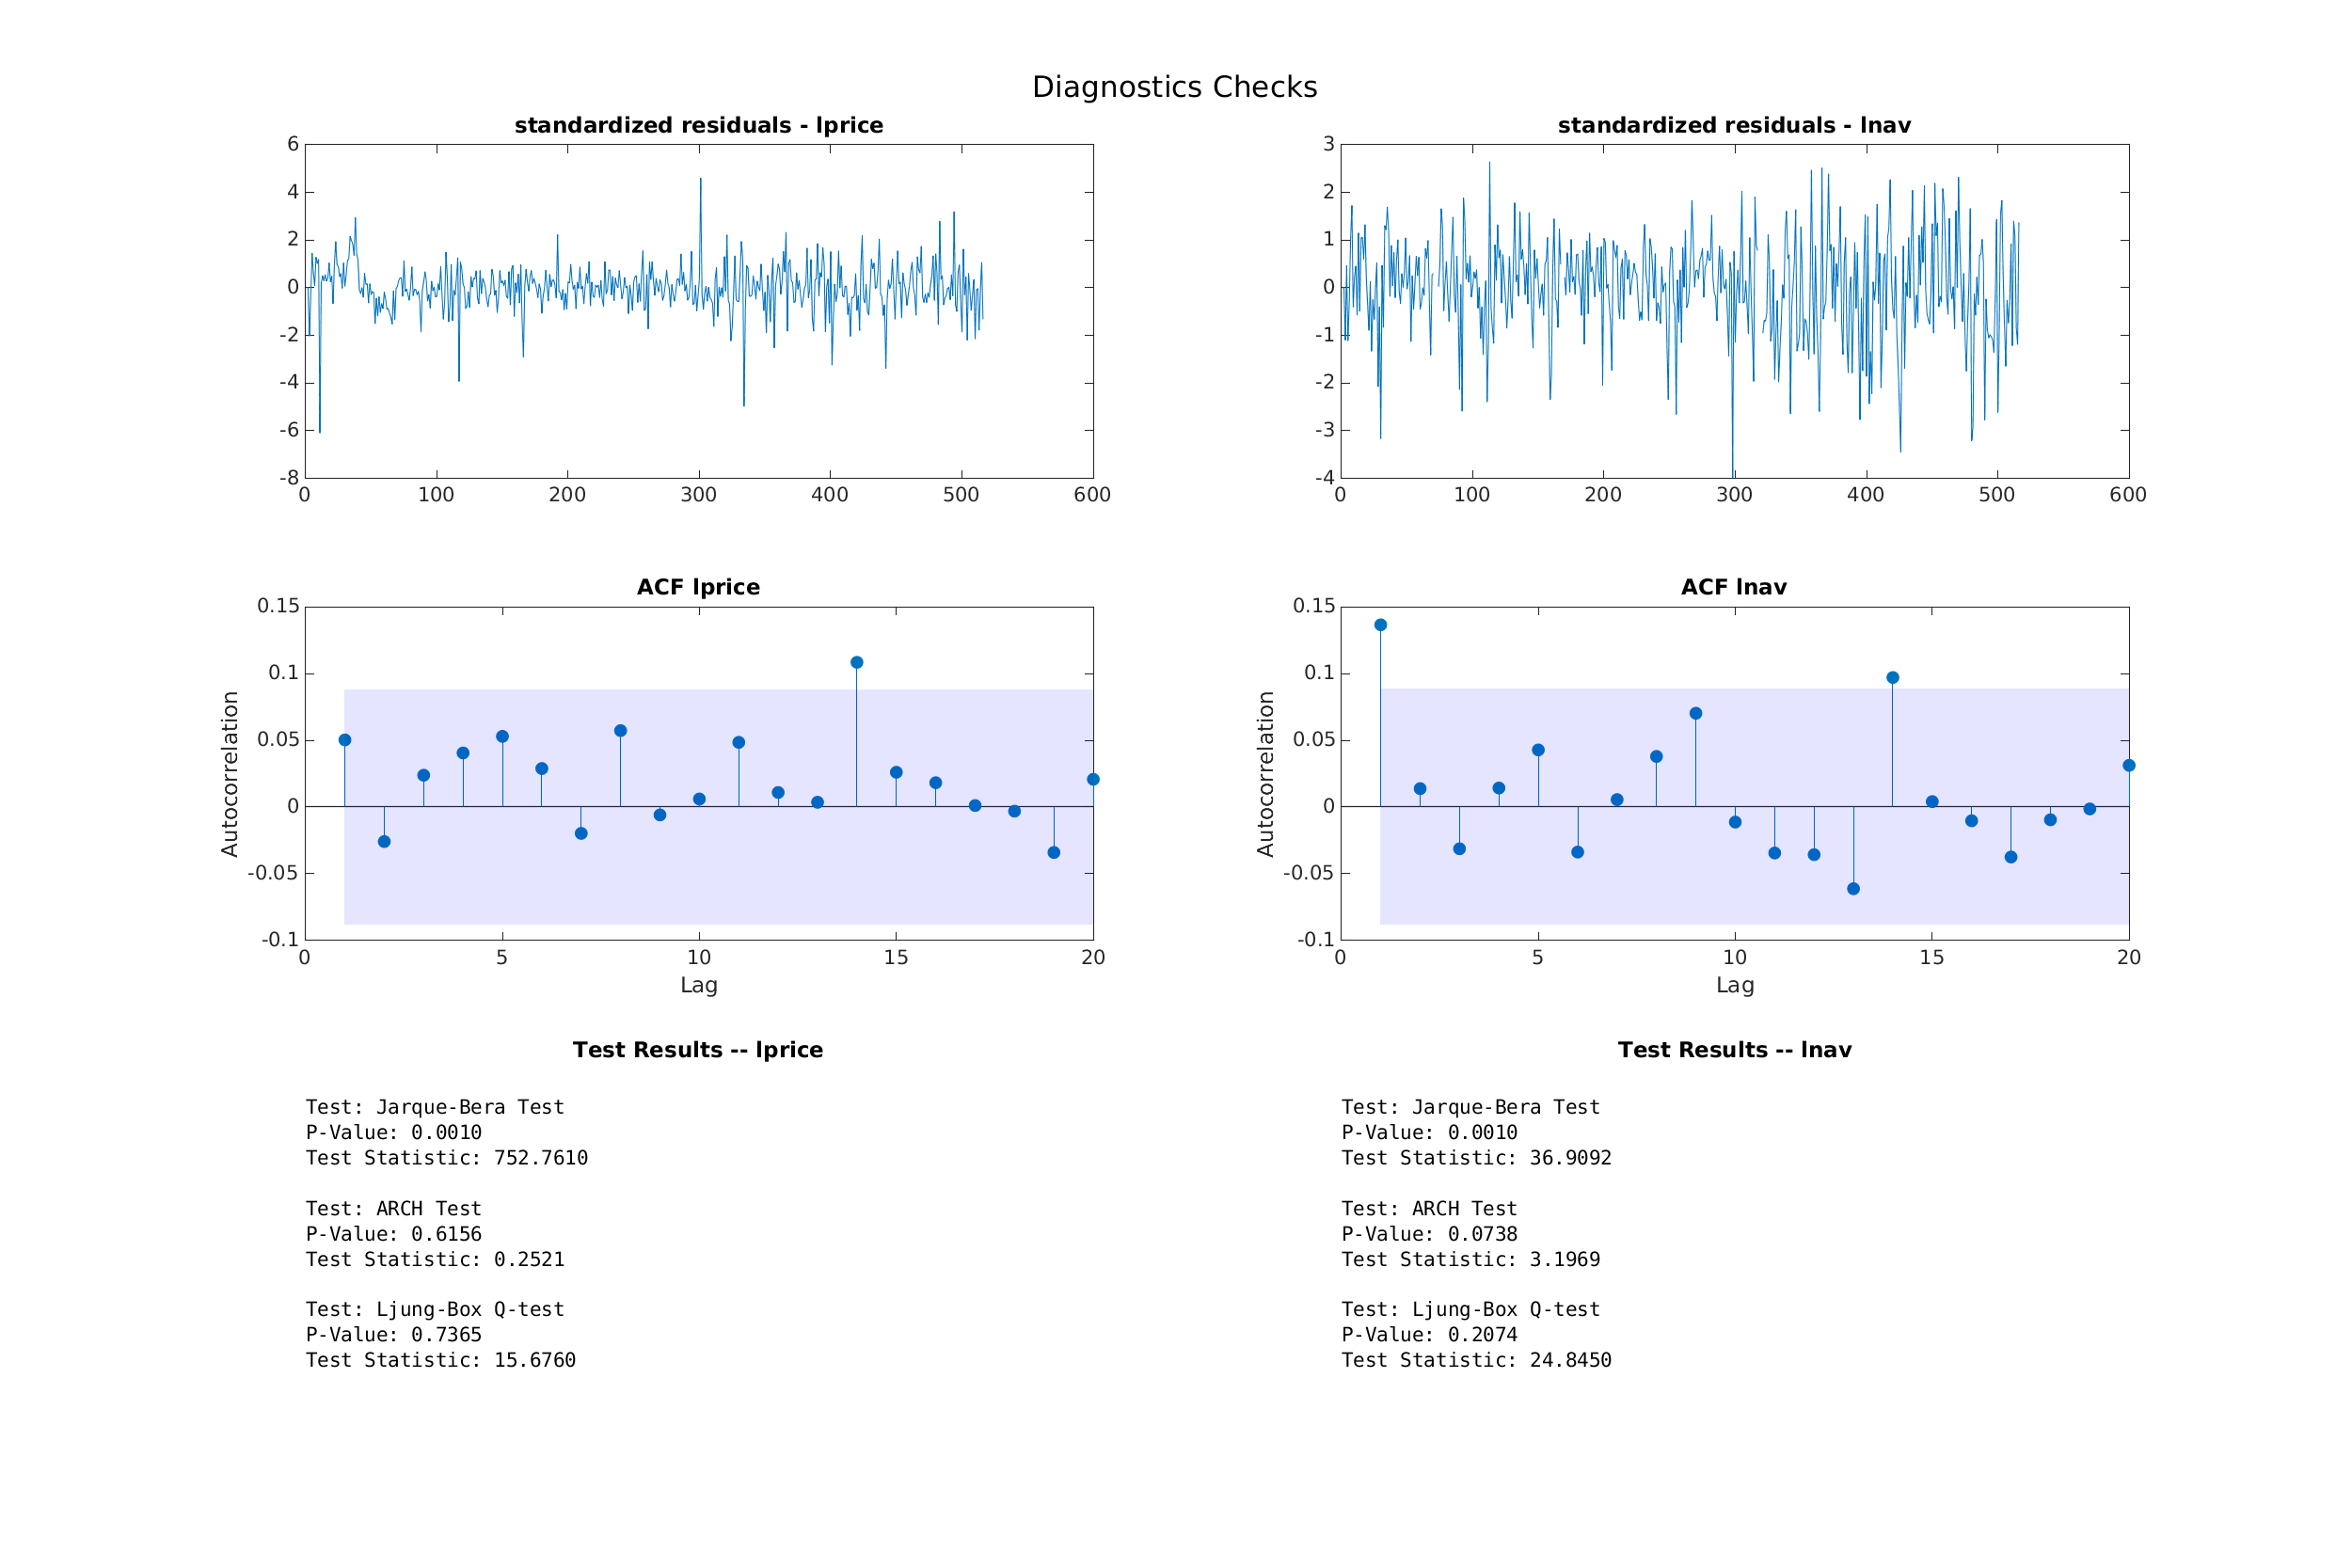 Diagnostics Checks
standardized residuals - lprice
6
4
2
0
-2
-4
-6
-8
0 100 200 300 400 500 600
standardized residuals - lnav
3
2
1
0
-1
-2
-3
-4
0 100 200 300 400 500 600
ACF lprice
Autocorrelation
0.15
0.1
0.05
0
-0.05
-0.1
0 5 10 15 20
Lag
ACF lnav
Autocorrelation
0.15
0.1
0.05
0
-0.05
-0.1
0 5 10 15 20
Lag
Test Results -- lprice
Test: Jarque-Bera Test
P-Value: 0.0010
Test Statistic: 752.7610
Test: ARCH Test
P-Value: 0.6156
Test Statistic: 0.2521
Test: Ljung-Box Q-test
P-Value: 0.7365
Test Statistic: 15.6760
Test Results -- lnav
Test: Jarque-Bera Test
P-Value: 0.0010
Test Statistic: 36.9092
Test: ARCH Test
P-Value: 0.0738
Test Statistic: 3.1969
Test: Ljung-Box Q-test
P-Value: 0.2074
Test Statistic: 24.8450